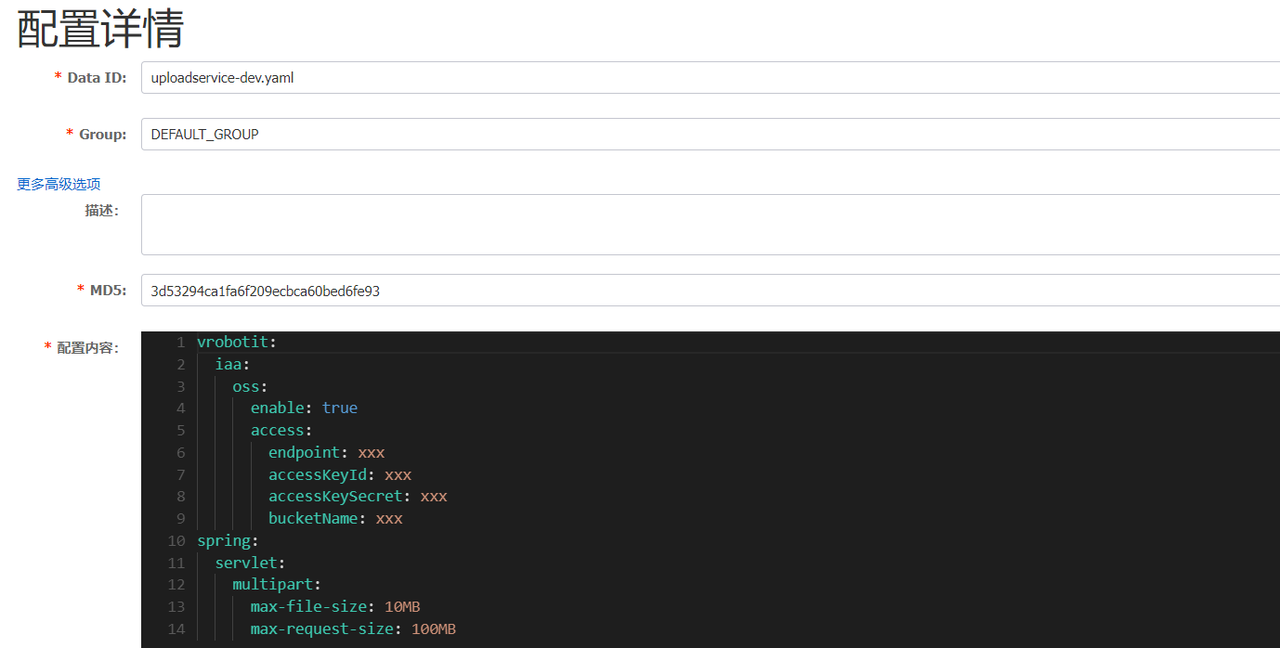 配置详情
* Data ID: uploadservice-dev.yaml
* Group: DEFAULT_GROUP
更多高级选项
描述:
* MD5: 3d53294ca1fa6f209ecbca60bed6fe93
* 配置内容:
1 vrobotit:
2 iaa:
3 oss:
4 enable: true
5 access:
6 endpoint: xxx
7 accessKeyId: xxx
8 accessKeySecret: xxx
9 bucketName: xxx
10 spring:
11 servlet:
12 multipart:
13 max-file-size: 10MB
14 max-request-size: 100MB